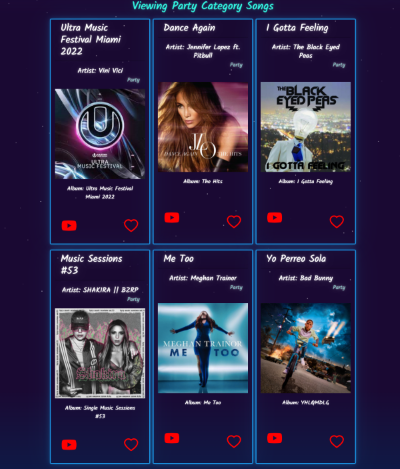 Viewing Party Category Songs
Ultra Music
Festival Miami
2022
Artist: Vini Vici
Party
ULTRA
MUSIC FESTIVAL
Album: Ultra Music Festival
Miami 2022
Dance Again
Artist: Jennifer Lopez ft.
Pitbull
Party
DANCE AGAIN THE HITS
Album: The Hits
I Gotta Feeling
Artist: The Black Eyed
Peas
Party
THE BLACK
EYED PEAS
I GOTTA FEELING
Album: I Gotta Feeling
Music Sessions
#53
Artist: SHAKIRA || BZRP
Party
Album: Single Music Sessions
#53
Me Too
Artist: Meghan Trainor
Party
MEGHAN TRAINOR
ME TOO
Album: Me Too
Yo Perreo Sola
Artist: Bad Bunny
Party
Album: YHLQMDLG